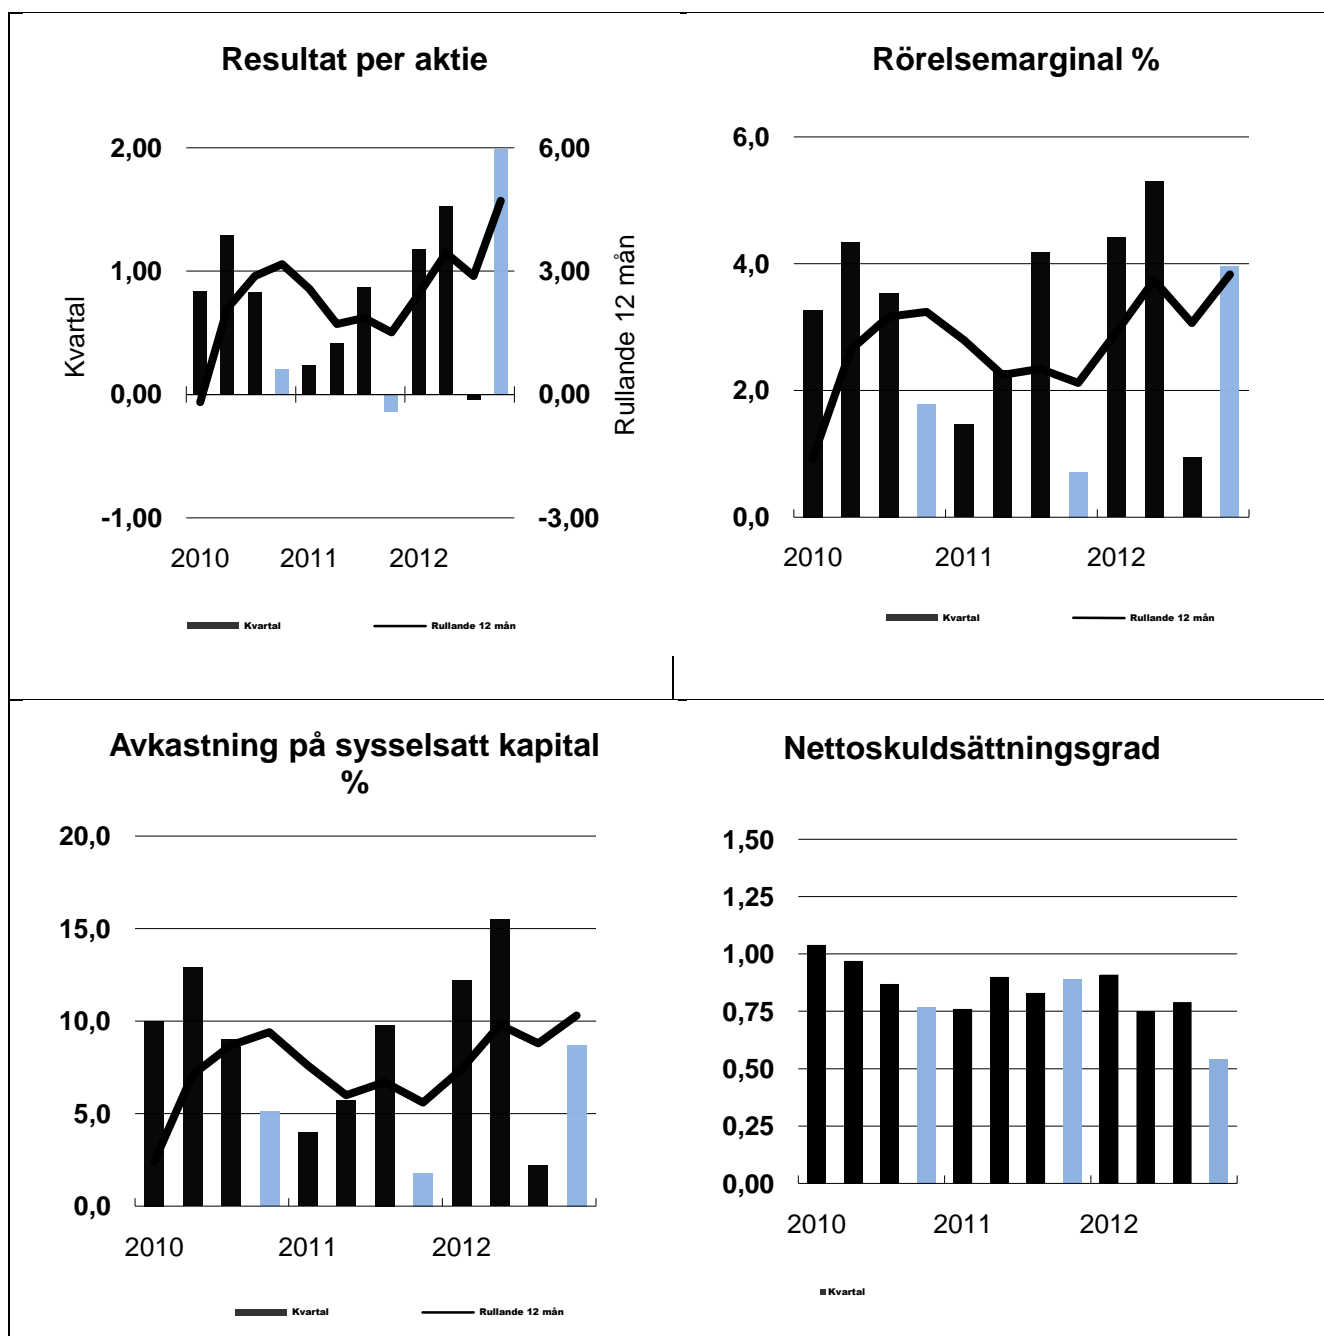 Resultat per aktie
2,00
1,00
0,00
-1,00
Kvartal
6,00
3,00
0,00
-3,00
Rullande 12 mån
2010 2011 2012
Kvartal Rullande 12 mån
Rörelsemarginal %
6,0
4,0
2,0
0,0
2010 2011 2012
Kvartal Rullande 12 mån
Avkastning på sysselsatt kapital
%
20,0
15,0
10,0
5,0
0,0
2010 2011 2012
Kvartal Rullande 12 mån
Nettoskuldsättningsgrad
1,50
1,25
1,00
0,75
0,50
0,25
0,00
2010 2011 2012
Kvartal